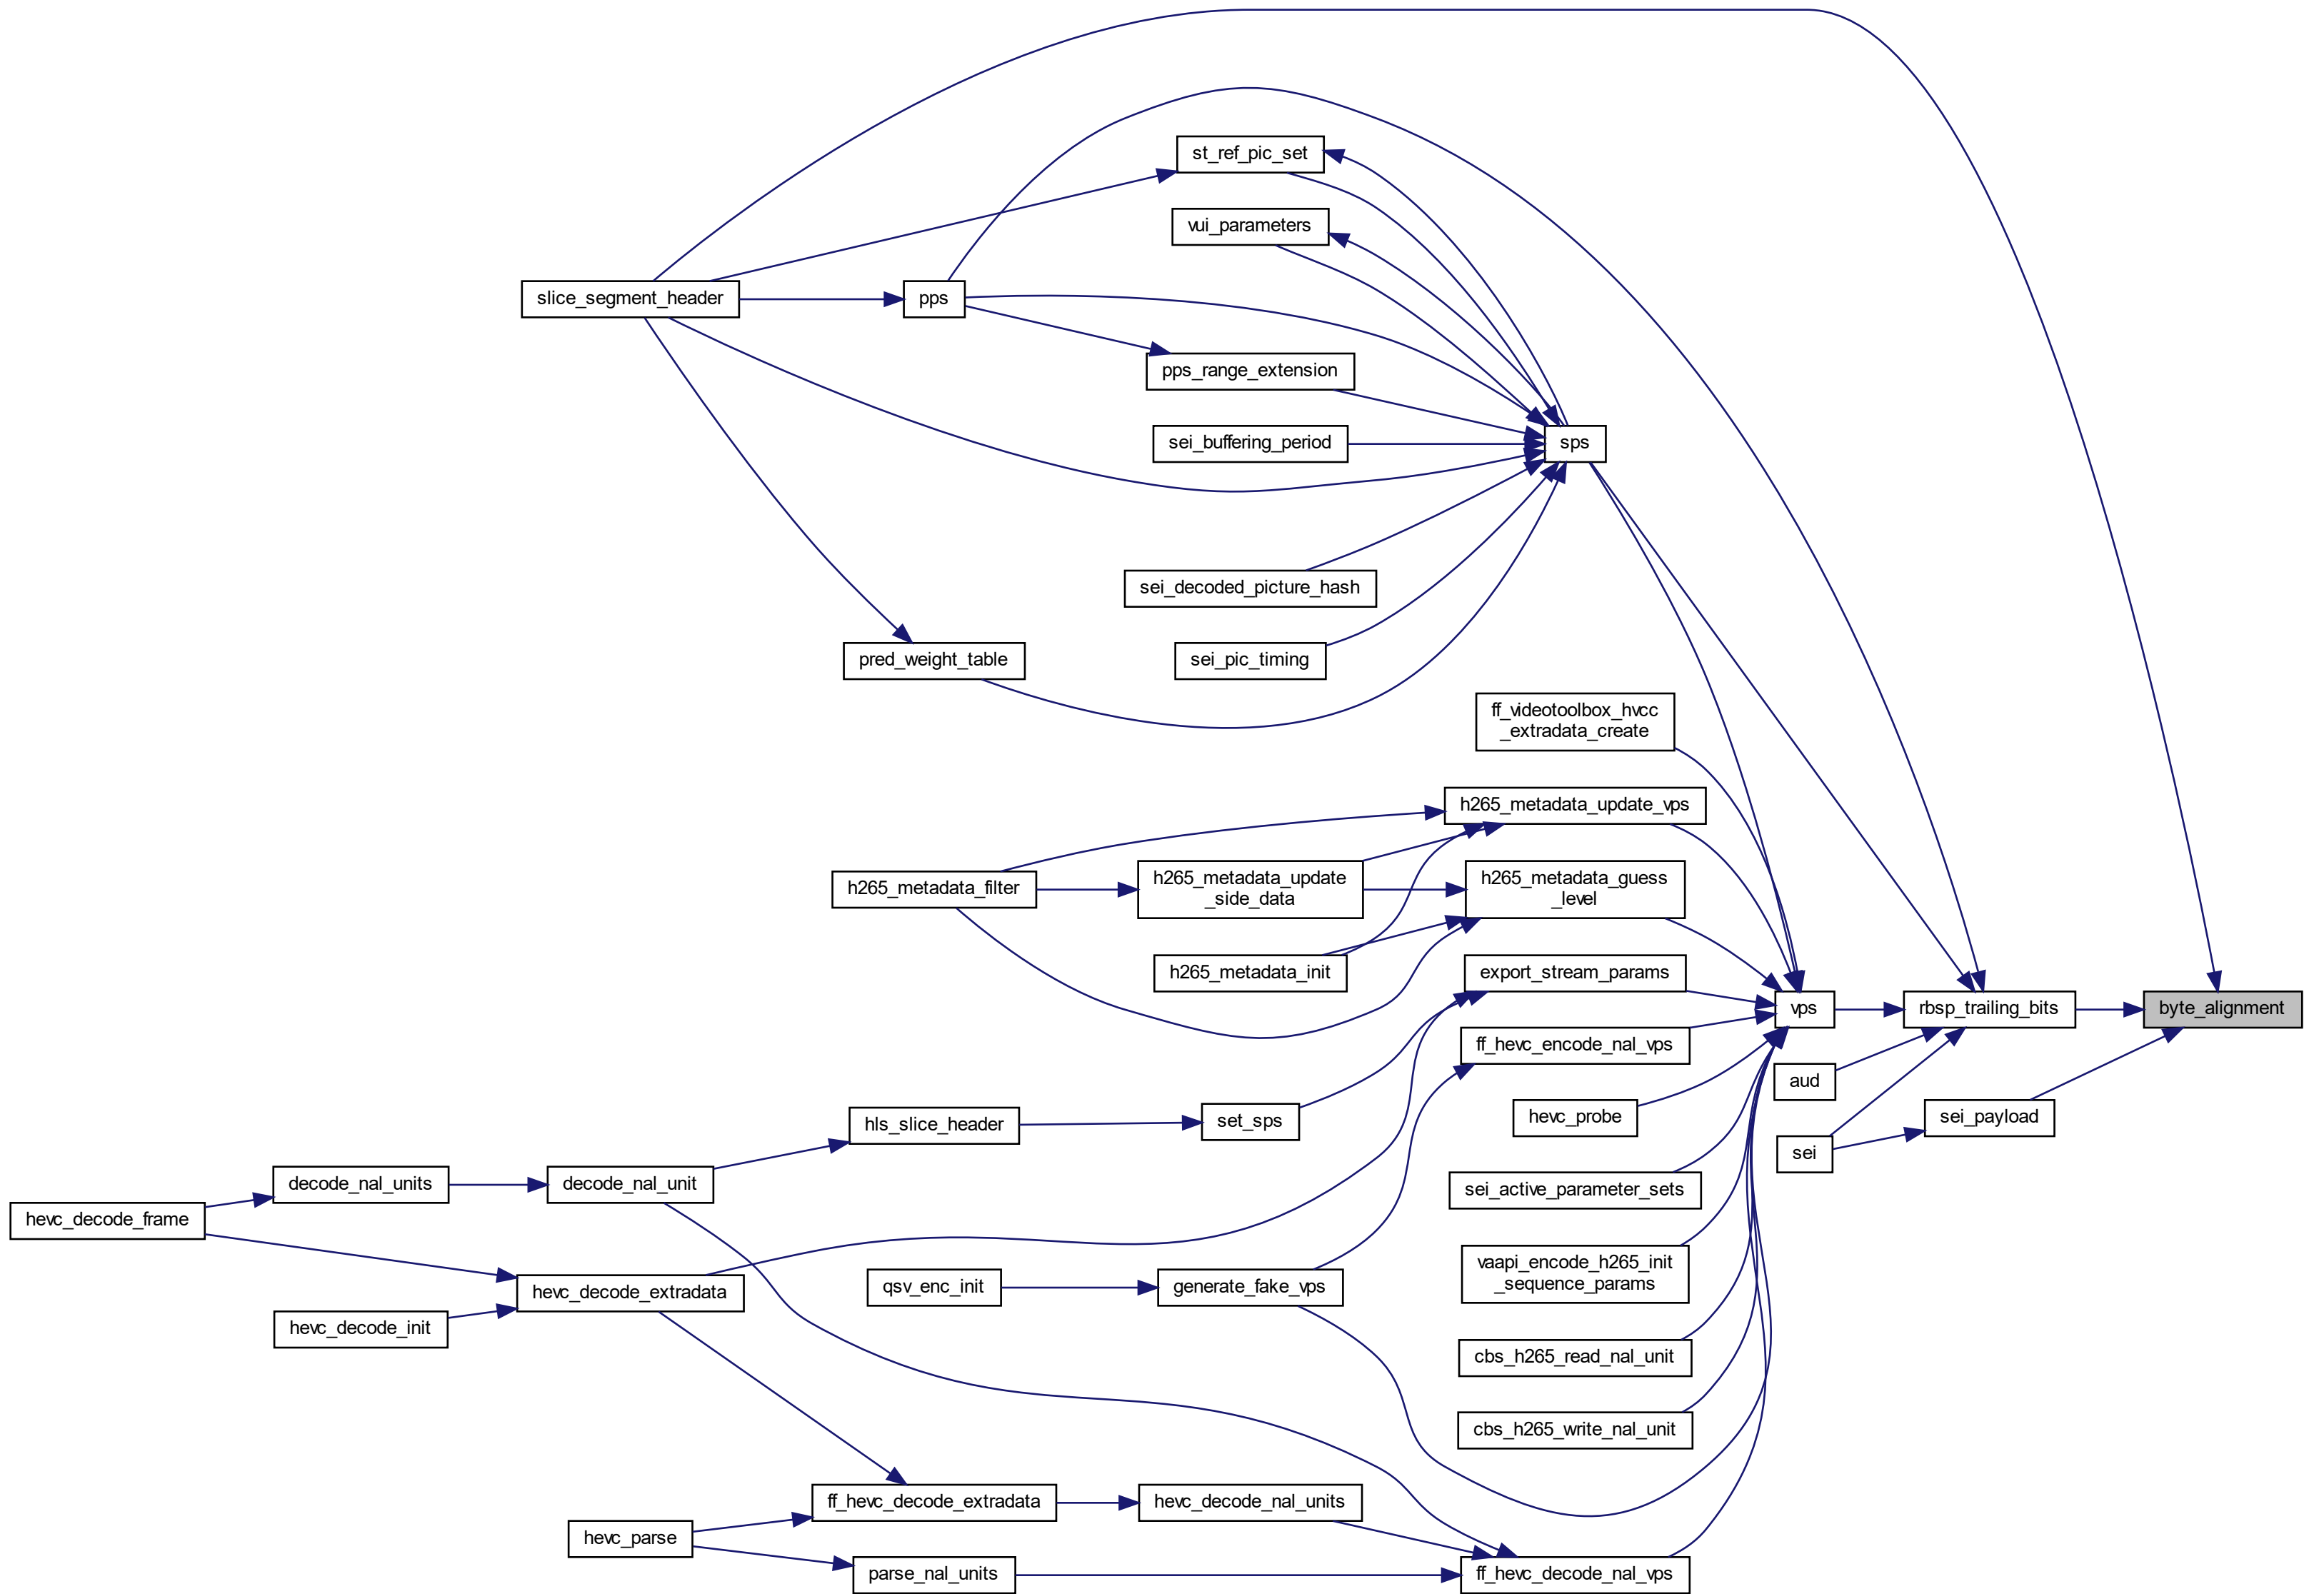 st_ref_pic_set
vui_parameters
slice_segment_header
pps
pps_range_extension
sei_buffering_period
sps
sei_decoded_picture_hash
pred_weight_table
sei_pic_timing
ff_videotoolbox_hvcc
_extradata_create
h265_metadata_update_vps
h265_metadata_filter
h265_metadata_update
_side_data
h265_metadata_guess
_level
h265_metadata_init
export_stream_params
vps
rbsp_trailing_bits
byte_alignment
ff_hevc_encode_nal_vps
aud
hevc_probe
sei_payload
hls_slice_header
set_sps
sei
decode_nal_units
decode_nal_unit
sei_active_parameter_sets
hevc_decode_frame
vaapi_encode_h265_init
_sequence_params
hevc_decode_extradata
qsv_enc_init
generate_fake_vps
hevc_decode_init
cbs_h265_read_nal_unit
cbs_h265_write_nal_unit
ff_hevc_decode_extradata
hevc_decode_nal_units
hevc_parse
parse_nal_units
ff_hevc_decode_nal_vps